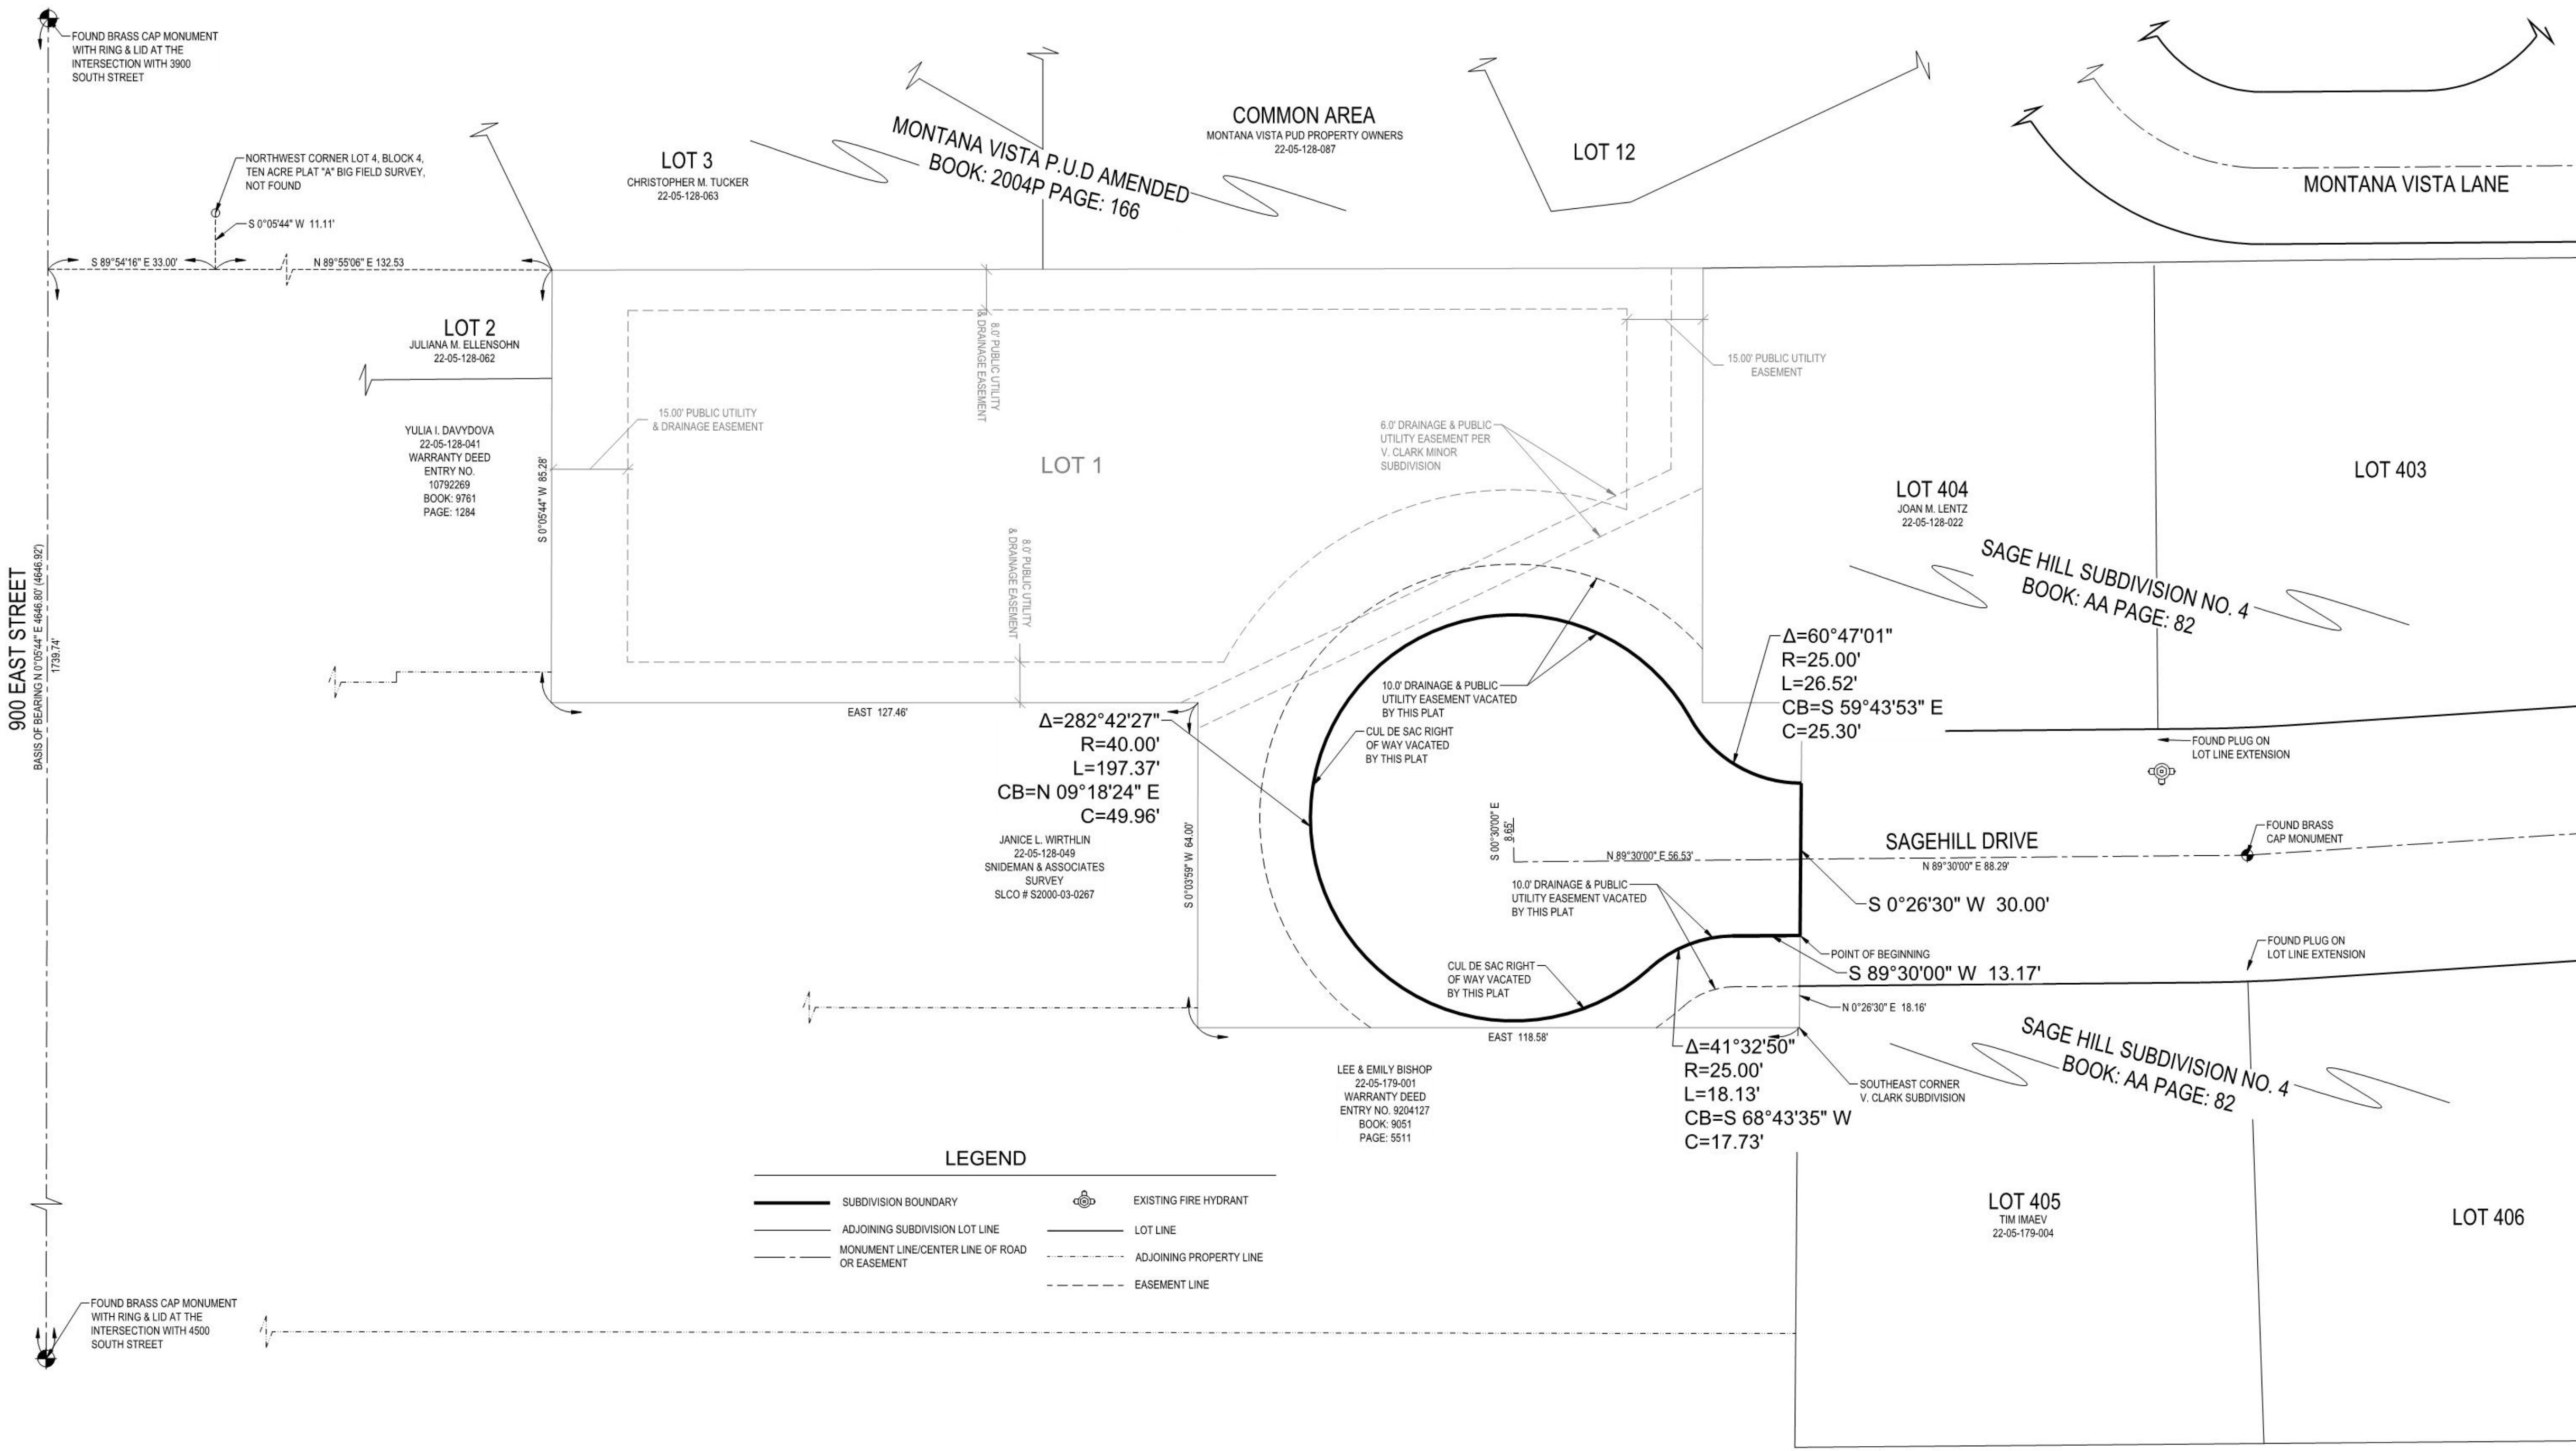 FOUND BRASS CAP MONUMENT
WITH RING & LID AT THE
INTERSECTION WITH 3900
SOUTH STREET
NORTHWEST CORNER LOT 4, BLOCK 4,
TEN ACRE PLAT "A" BIG FIELD SURVEY,
NOT FOUND
S 0°05'44" W 11.11'
S 89°54'16" E 33.00'
N 89°55'06" E 132.53
LOT 3
CHRISTOPHER M. TUCKER
22-05-128-063
MONTANA VISTA P.U.D AMENDED
BOOK: 2004P PAGE: 166
COMMON AREA
MONTANA VISTA PUD PROPERTY OWNERS
22-05-128-087
LOT 12
MONTANA VISTA LANE
LOT 2
JULIANA M. ELLENSOHN
22-05-128-062
YULIA I. DAVYDOVA
22-05-128-041
WARRANTY DEED
ENTRY NO.
10792269
BOOK: 9761
PAGE: 1284
S 0°05'44" W 85.28'
15.00' PUBLIC UTILITY
& DRAINAGE EASEMENT
8.0' PUBLIC UTILITY
& DRAINAGE EASEMENT
LOT 1
6.0' DRAINAGE & PUBLIC
UTILITY EASEMENT PER
V. CLARK MINOR
SUBDIVISION
15.00' PUBLIC UTILITY
EASEMENT
8.0' PUBLIC UTILITY
& DRAINAGE EASEMENT
LOT 404
JOAN M. LENTZ
22-05-128-022
LOT 403
SAGE HILL SUBDIVISION NO. 4
BOOK: AA PAGE: 82
900 EAST STREET
BASIS OF BEARING N 0°05'44" E 4646.80' (4646.92')
1739.74'
EAST 127.46'
Δ=282°42'27"
R=40.00'
L=197.37'
CB=N 09°18'24" E
C=49.96'
JANICE L. WIRTHLIN
22-05-128-049
SNIDEMAN & ASSOCIATES
SURVEY
SLCO # S2000-03-0267
S 0°03'59" W 64.00'
10.0' DRAINAGE & PUBLIC
UTILITY EASEMENT VACATED
BY THIS PLAT
CUL DE SAC RIGHT
OF WAY VACATED
BY THIS PLAT
Δ=60°47'01"
R=25.00'
L=26.52'
CB=S 59°43'53" E
C=25.30'
FOUND PLUG ON
LOT LINE EXTENSION
S 00°30'00" E
8.65'
N 89°30'00" E 56.53'
SAGEHILL DRIVE
N 89°30'00" E 88.29'
FOUND BRASS
CAP MONUMENT
10.0' DRAINAGE & PUBLIC
UTILITY EASEMENT VACATED
BY THIS PLAT
S 0°26'30" W 30.00'
POINT OF BEGINNING
S 89°30'00" W 13.17'
FOUND PLUG ON
LOT LINE EXTENSION
CUL DE SAC RIGHT
OF WAY VACATED
BY THIS PLAT
N 0°26'30" E 18.16'
EAST 118.58'
Δ=41°32'50"
R=25.00'
L=18.13'
CB=S 68°43'35" W
C=17.73'
SOUTHEAST CORNER
V. CLARK SUBDIVISION
SAGE HILL SUBDIVISION NO. 4
BOOK: AA PAGE: 82
LEE & EMILY BISHOP
22-05-179-001
WARRANTY DEED
ENTRY NO. 9204127
BOOK: 9051
PAGE: 5511
LOT 405
TIM IMAEV
22-05-179-004
LOT 406
LEGEND
SUBDIVISION BOUNDARY
ADJOINING SUBDIVISION LOT LINE
MONUMENT LINE/CENTER LINE OF ROAD
OR EASEMENT
EXISTING FIRE HYDRANT
LOT LINE
ADJOINING PROPERTY LINE
EASEMENT LINE
FOUND BRASS CAP MONUMENT
WITH RING & LID AT THE
INTERSECTION WITH 4500
SOUTH STREET